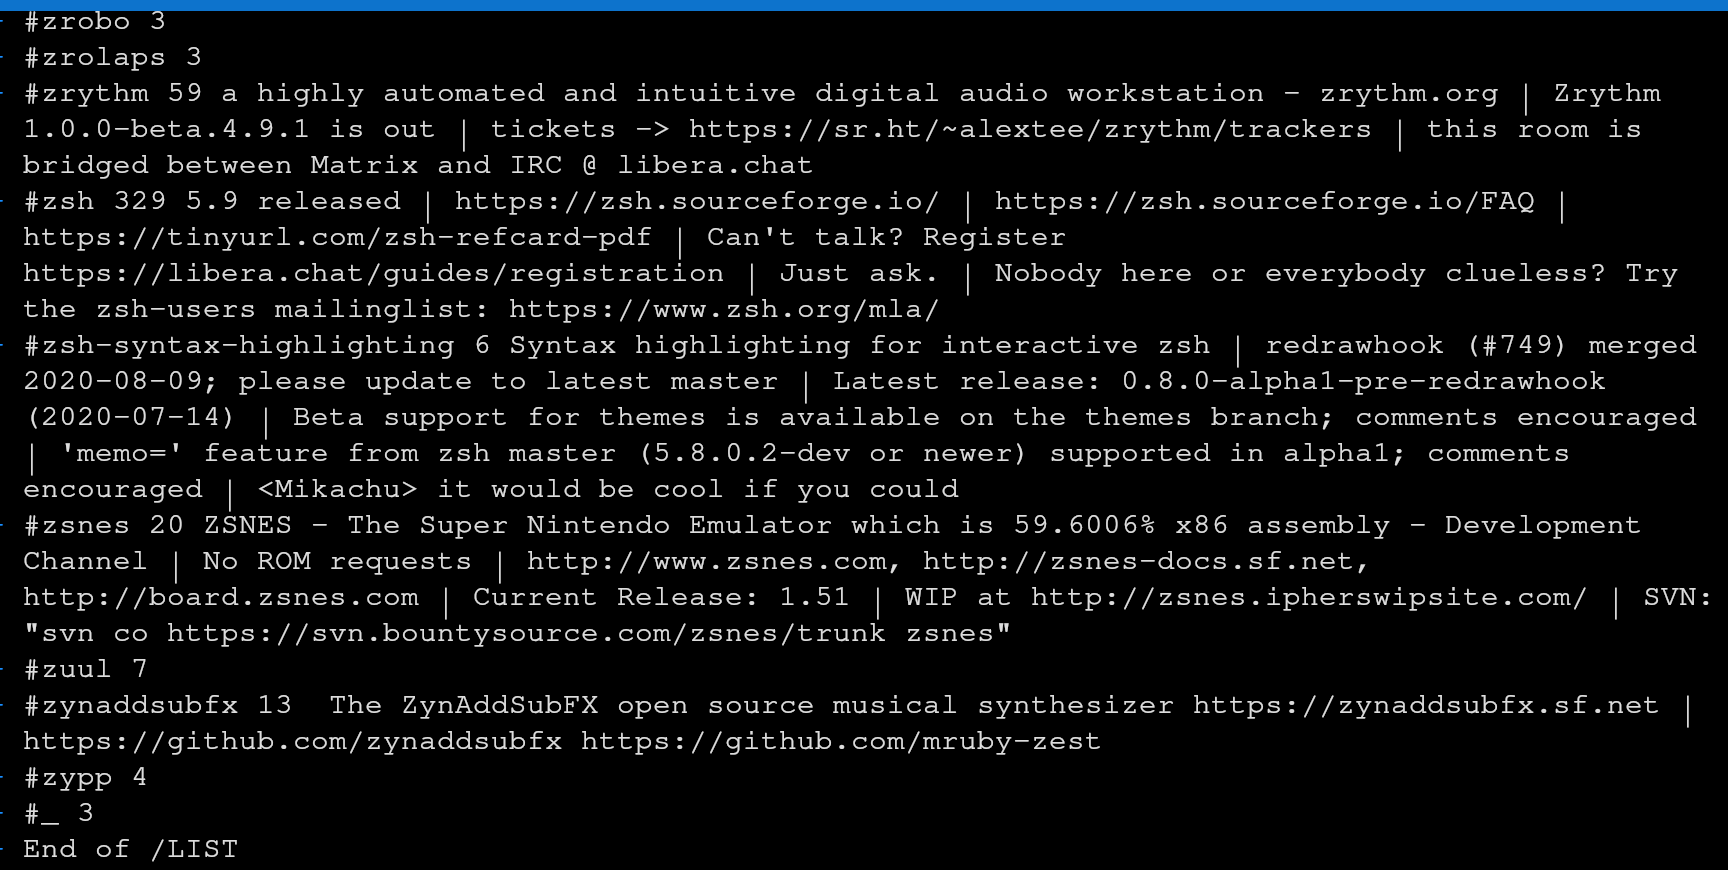 #zrobo 3
#zrolaps 3
#zrythm 59 a highly automated and intuitive digital audio workstation - zrythm.org | Zrythm
1.0.0-beta.4.9.1 is out | tickets -> https://sr.ht/~alextee/zrythm/trackers | this room is
bridged between Matrix and IRC @ libera.chat
#zsh 329 5.9 released | https://zsh.sourceforge.io/ | https://zsh.sourceforge.io/FAQ |
https://tinyurl.com/zsh-refcard-pdf | Can't talk? Register
https://libera.chat/guides/registration | Just ask. | Nobody here or everybody clueless? Try
the zsh-users mailinglist: https://www.zsh.org/mla/
#zsh-syntax-highlighting 6 Syntax highlighting for interactive zsh | redrawhook (#749) merged
2020-08-09; please update to latest master | Latest release: 0.8.0-alpha1-pre-redrawhook
(2020-07-14) | Beta support for themes is available on the themes branch; comments encouraged
| 'memo=' feature from zsh master (5.8.0.2-dev or newer) supported in alpha1; comments
encouraged | <Mikachu> it would be cool if you could
#zsnes 20 ZSNES - The Super Nintendo Emulator which is 59.6006% x86 assembly - Development
Channel | No ROM requests | http://www.zsnes.com, http://zsnes-docs.sf.net,
http://board.zsnes.com | Current Release: 1.51 | WIP at http://zsnes.ipherswipsite.com/ | SVN:
"svn co https://svn.bountysource.com/zsnes/trunk zsnes"
#zuul 7
#zynaddsubfx 13  The ZynAddSubFX open source musical synthesizer https://zynaddsubfx.sf.net |
https://github.com/zynaddsubfx https://github.com/mruby-zest
#zypp 4
#_ 3
End of /LIST